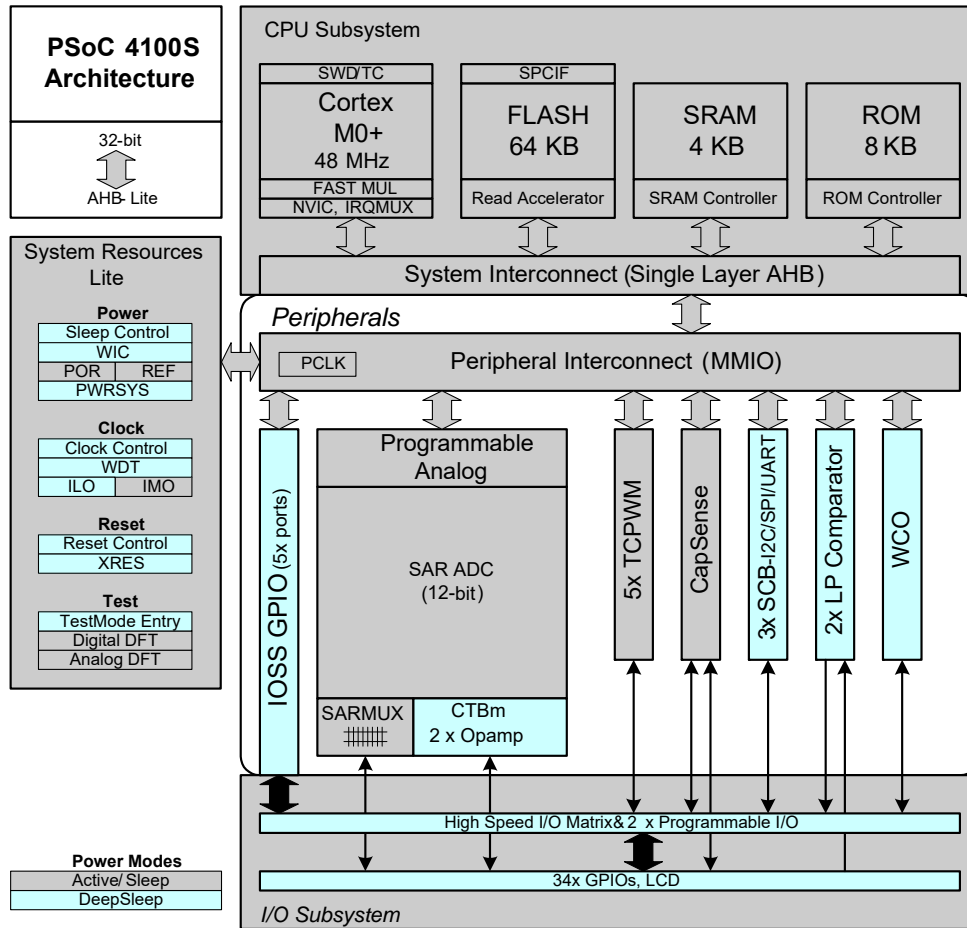 PSoC 4100S
Architecture
32-bit
AHB- Lite
CPU Subsystem
SWD/TC
Cortex
M0+
48 MHz
FAST MUL
NVIC, IRQMUX
SPCIF
FLASH
64 KB
Read Accelerator
SRAM
4 KB
SRAM Controller
ROM
8 KB
ROM Controller
System Interconnect (Single Layer AHB)
System Resources
Lite
Power
Sleep Control
WIC
POR REF
PWRSYS
Clock
Clock Control
WDT
ILO IMO
Reset
Reset Control
XRES
Test
TestMode Entry
Digital DFT
Analog DFT
Peripherals
PCLK
Peripheral Interconnect (MMIO)
IOSS GPIO (5x ports)
Programmable
Analog
SAR ADC
(12-bit)
SARMUX
CTBm
2 x Opamp
5x TCPWM
CapSense
3x SCB-I2C/SPI/UART
2x LP Comparator
WCO
High Speed I/O Matrix& 2 x Programmable I/O
34x GPIOs, LCD
I/O Subsystem
Power Modes
Active/ Sleep
DeepSleep